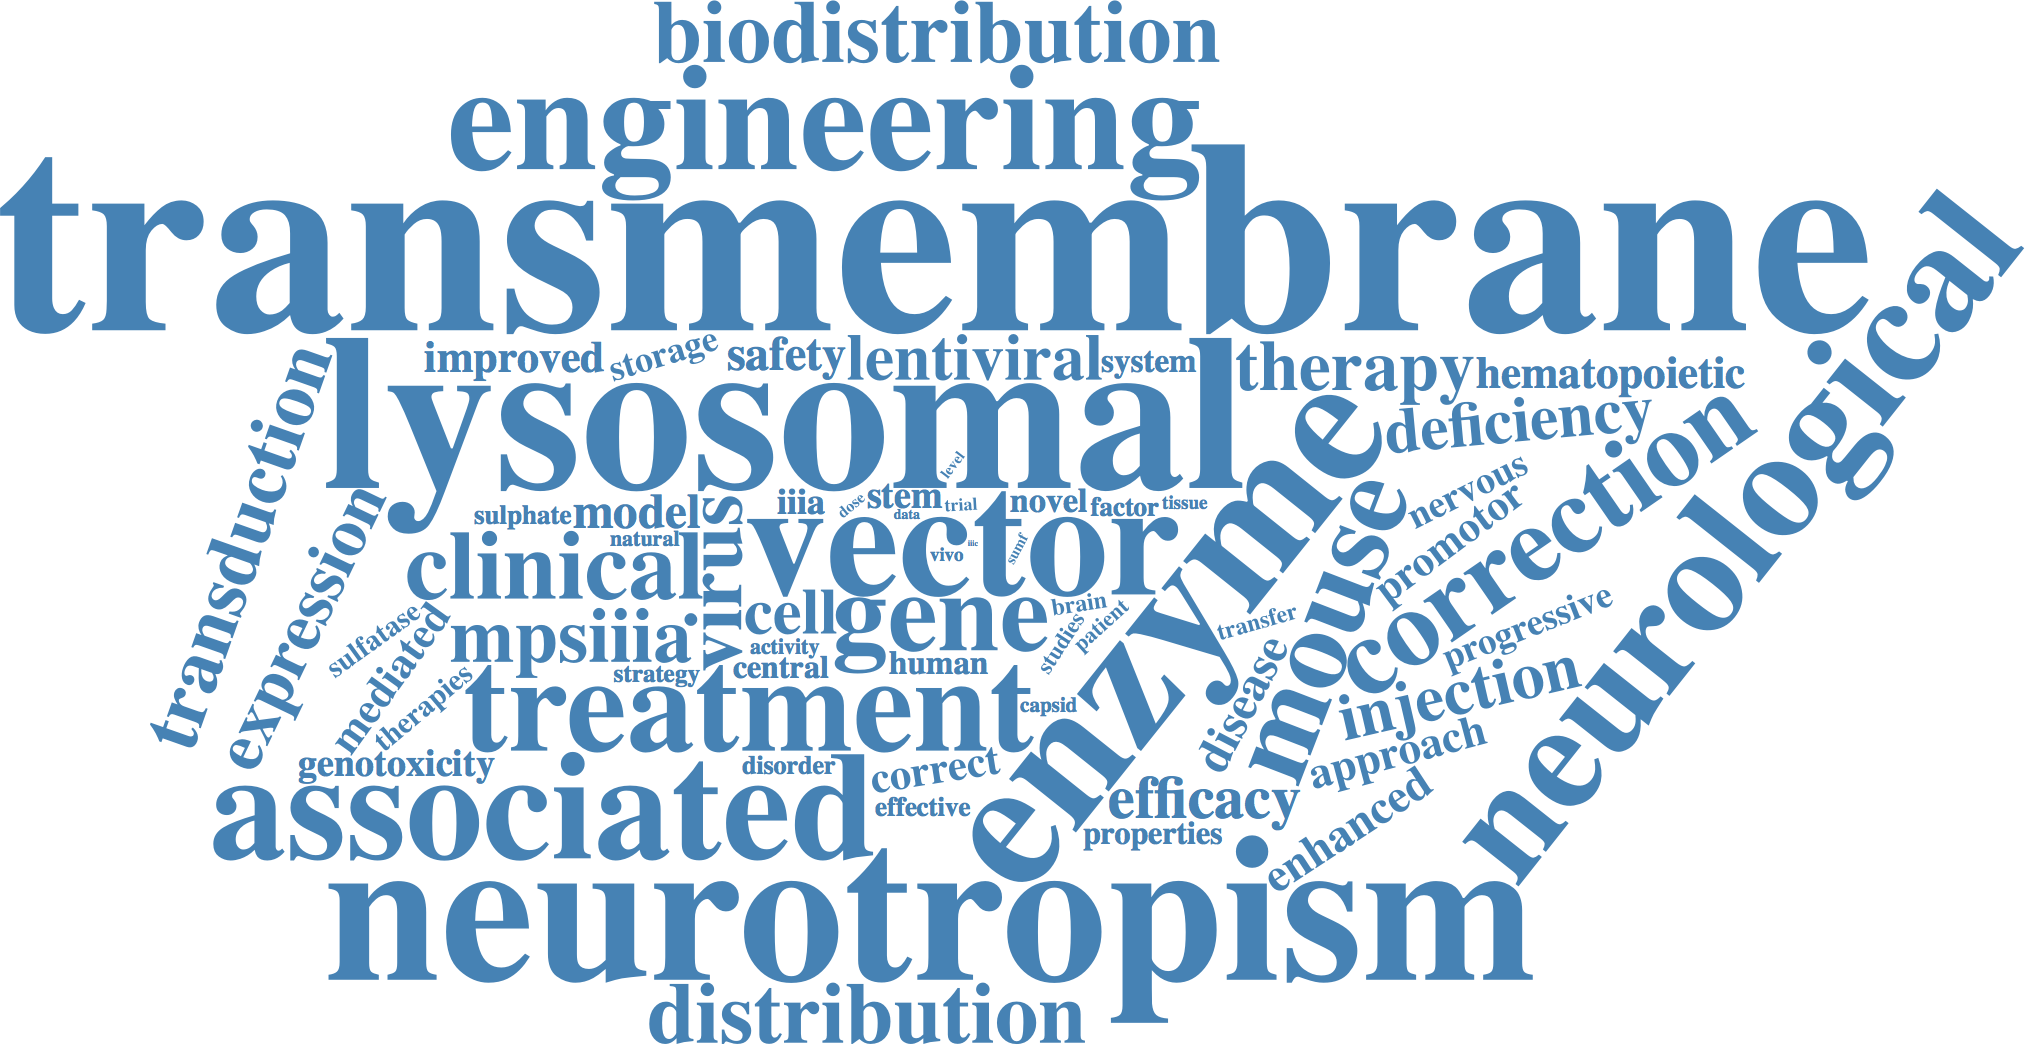 biodistribution
engineering
transmembrane
neurological
lysosomal
improved
storage
safety
lentiviral
system
therapy
hematopoietic
transduction
expression
deficiency
correction
enzyme
mouse
nervous
promotor
level
sulphate
model
natural
virus
iiia
dose
stem
data
trial
novel
factor
tissue
vector
vivo
iiic
sumf
clinical
cell
gene
brain
studies
patient
transfer
progressive
sulfatase
mediated
therapies
mpsiiia
activity
strategy
central
human
treatment
capsid
disease
injection
approach
genotoxicity
disorder
correct
effective
associated
efficacy
properties
enhanced
neurotropism
distribution